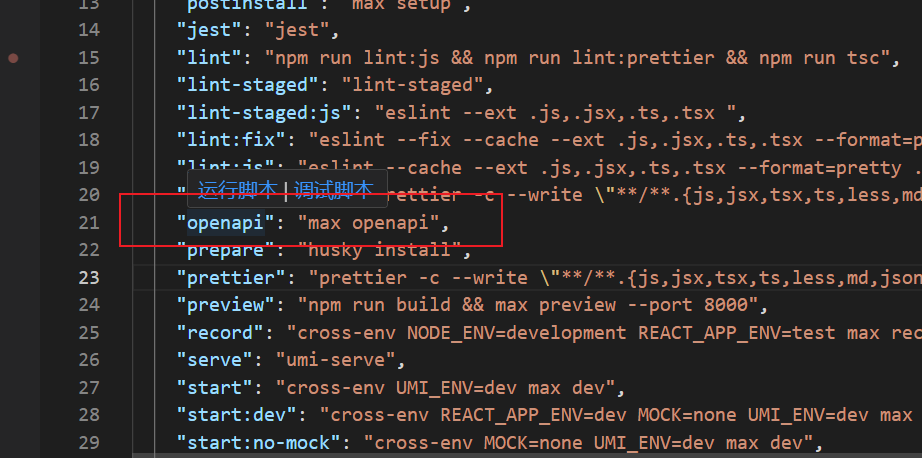 13 "postinstall": "max setup",
14 "jest": "jest",
15 "lint": "npm run lint:js && npm run lint:prettier && npm run tsc",
16 "lint-staged": "lint-staged",
17 "lint-staged:js": "eslint --ext .js,.jsx,.ts,.tsx ",
18 "lint:fix": "eslint --fix --cache --ext .js,.jsx,.ts,.tsx --format=p
19 "lint:js": "eslint --cache --ext .js,.jsx,.ts,.tsx --format=pretty .
运行脚本 | 调试脚本
20 "rettier -c --write \"**/**.{js,jsx,tsx,ts,less,md
21 "openapi": "max openapi",
22 "prepare": "husky install",
23 "prettier": "prettier -c --write \"**/**.{js,jsx,tsx,ts,less,md,json
24 "preview": "npm run build && max preview --port 8000",
25 "record": "cross-env NODE_ENV=development REACT_APP_ENV=test max rec
26 "serve": "umi-serve",
27 "start": "cross-env UMI_ENV=dev max dev",
28 "start:dev": "cross-env REACT_APP_ENV=dev MOCK=none UMI_ENV=dev max
29 "start:no-mock": "cross-env MOCK=none UMI_ENV=dev max dev",